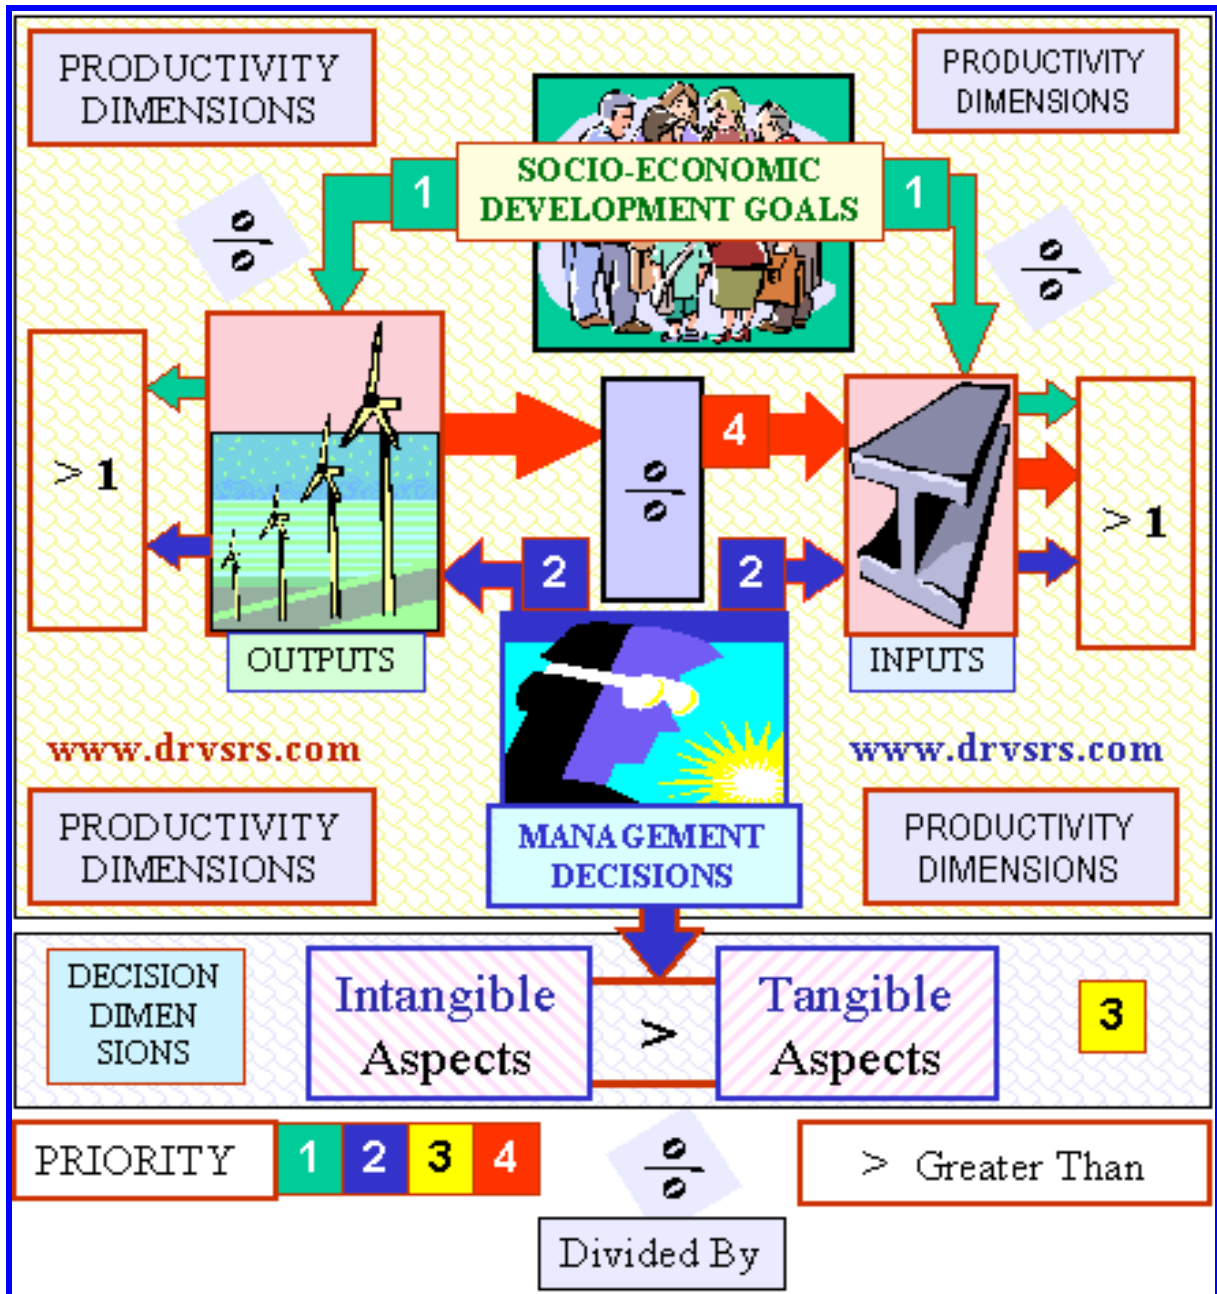 PRODUCTIVITY
DIMENSIONS
PRODUCTIVITY
DIMENSIONS
SOCIO-ECONOMIC
DEVELOPMENT GOALS
1
1
> 1
4
> 1
2
2
OUTPUTS
INPUTS
www.drvsrs.com
www.drvsrs.com
PRODUCTIVITY
DIMENSIONS
MANAGEMENT
DECISIONS
PRODUCTIVITY
DIMENSIONS
DECISION
DIMEN
SIONS
Intangible
Aspects
>
Tangible
Aspects
3
PRIORITY 1 2 3 4
> Greater Than
Divided By